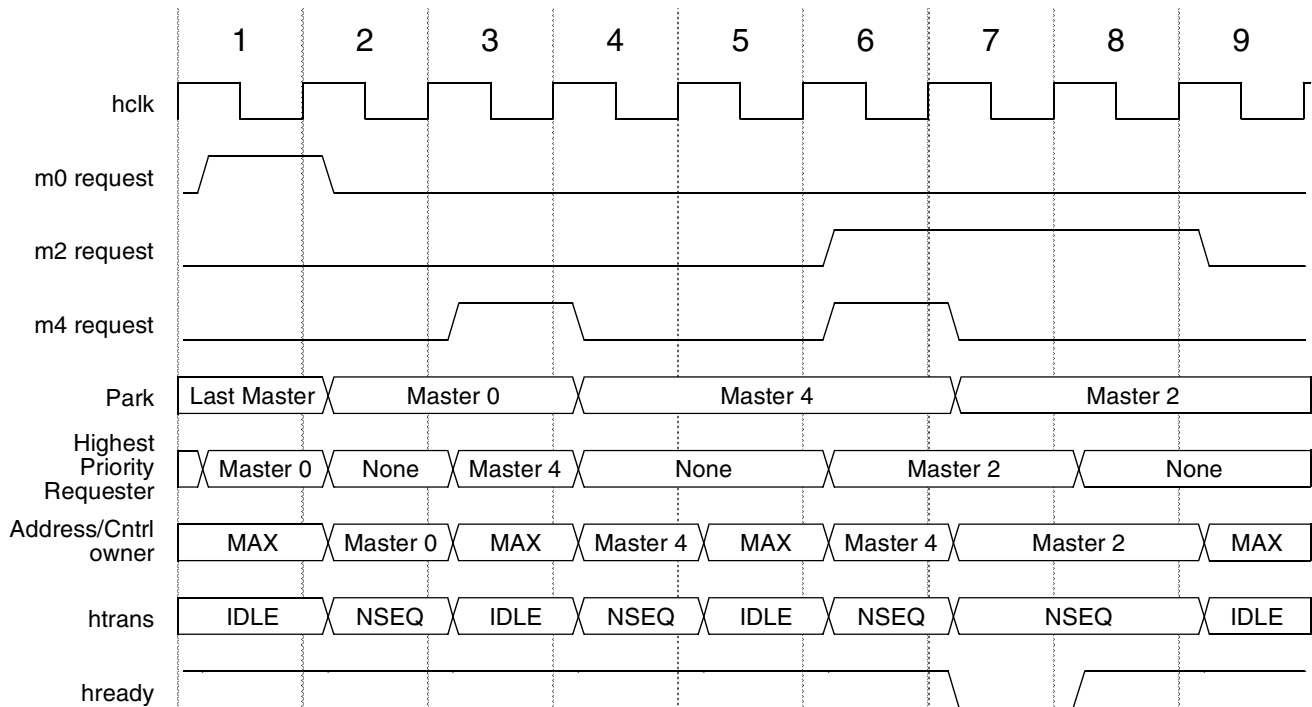 1 2 3 4 5 6 7 8 9
hclk
m0 request
m2 request
m4 request
Park Last Master Master 0 Master 4 Master 2
Highest
Priority
Requester
Master 0 None Master 4 None Master 2 None
Address/Cntrl
owner
MAX Master 0 MAX Master 4 MAX Master 4 Master 2 MAX
htrans IDLE NSEQ IDLE NSEQ IDLE NSEQ NSEQ IDLE
hready